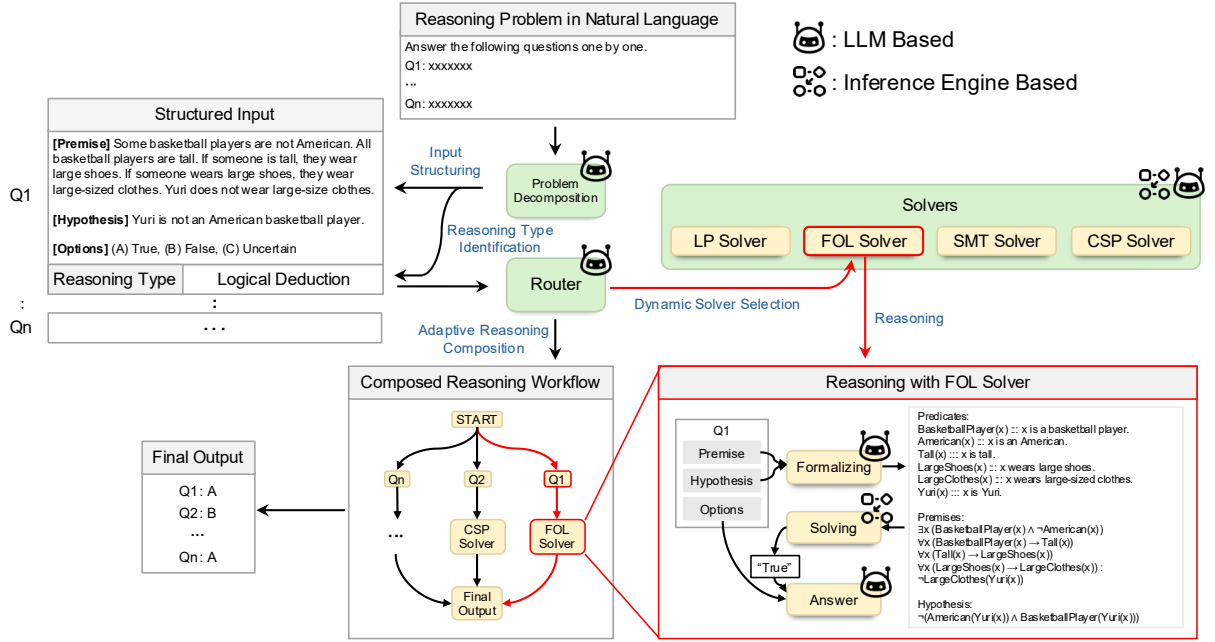 Reasoning Problem in Natural Language
Answer the following questions one by one.
Q1: xxxxxxx
...
Qn: xxxxxxx
: LLM Based
: Inference Engine Based
Structured Input
[Premise] Some basketball players are not American. All
basketball players are tall. If someone is tall, they wear
large shoes. If someone wears large shoes, they wear
large-sized clothes. Yuri does not wear large-size clothes.
[Hypothesis] Yuri is not an American basketball player.
[Options] (A) True, (B) False, (C) Uncertain
Reasoning Type
Logical Deduction
Q1
:
:
Qn
...
Input
Structuring
Problem
Decomposition
Reasoning Type
Identification
Router
Solvers
LP Solver
FOL Solver
SMT Solver
CSP Solver
Dynamic Solver Selection
Reasoning
Adaptive Reasoning
Composition
Composed Reasoning Workflow
START
Qn
Q2
Q1
...
CSP
Solver
FOL
Solver
Final
Output
Final Output
Q1: A
Q2: B
...
Qn: A
Reasoning with FOL Solver
Q1
Premise
Hypothesis
Options
Formalizing
Solving
"True"
Answer
Predicates:
BasketballPlayer(x) ::: x is a basketball player.
American(x) ::: x is an American.
Tall(x) ::: x is tall.
LargeShoes(x) ::: x wears large shoes.
LargeClothes(x) ::: x wears large-sized clothes.
Yuri(x) ::: x is Yuri.
Premises:
∃x (BasketballPlayer(x) ∧ ¬American(x))
∀x (BasketballPlayer(x) → Tall(x))
∀x (Tall(x) → LargeShoes(x))
∀x (LargeShoes(x) → LargeClothes(x)) :
¬LargeClothes(Yuri(x))
Hypothesis:
¬(American(Yuri(x)) ∧ BasketballPlayer(Yuri(x)))